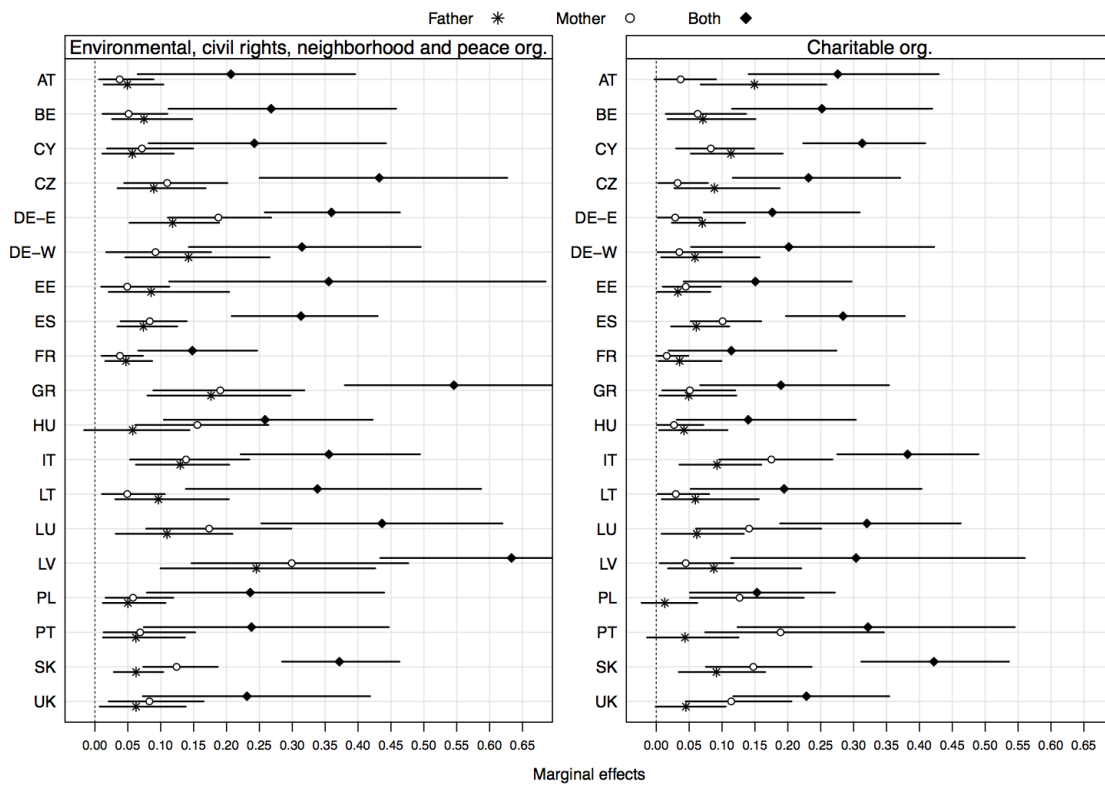 Father Mother Both
Environmental, civil rights, neighborhood and peace org. Charitable org.
AT AT
BE BE
CY CY
CZ CZ
DE−E DE−E
DE−W DE−W
EE EE
ES ES
FR FR
GR GR
HU HU
IT IT
LT LT
LU LU
LV LV
PL PL
PT PT
SK SK
UK UK
0.00 0.05 0.10 0.15 0.20 0.25 0.30 0.35 0.40 0.45 0.50 0.55 0.60 0.65 0.00 0.05 0.10 0.15 0.20 0.25 0.30 0.35 0.40 0.45 0.50 0.55 0.60 0.65
Marginal effects